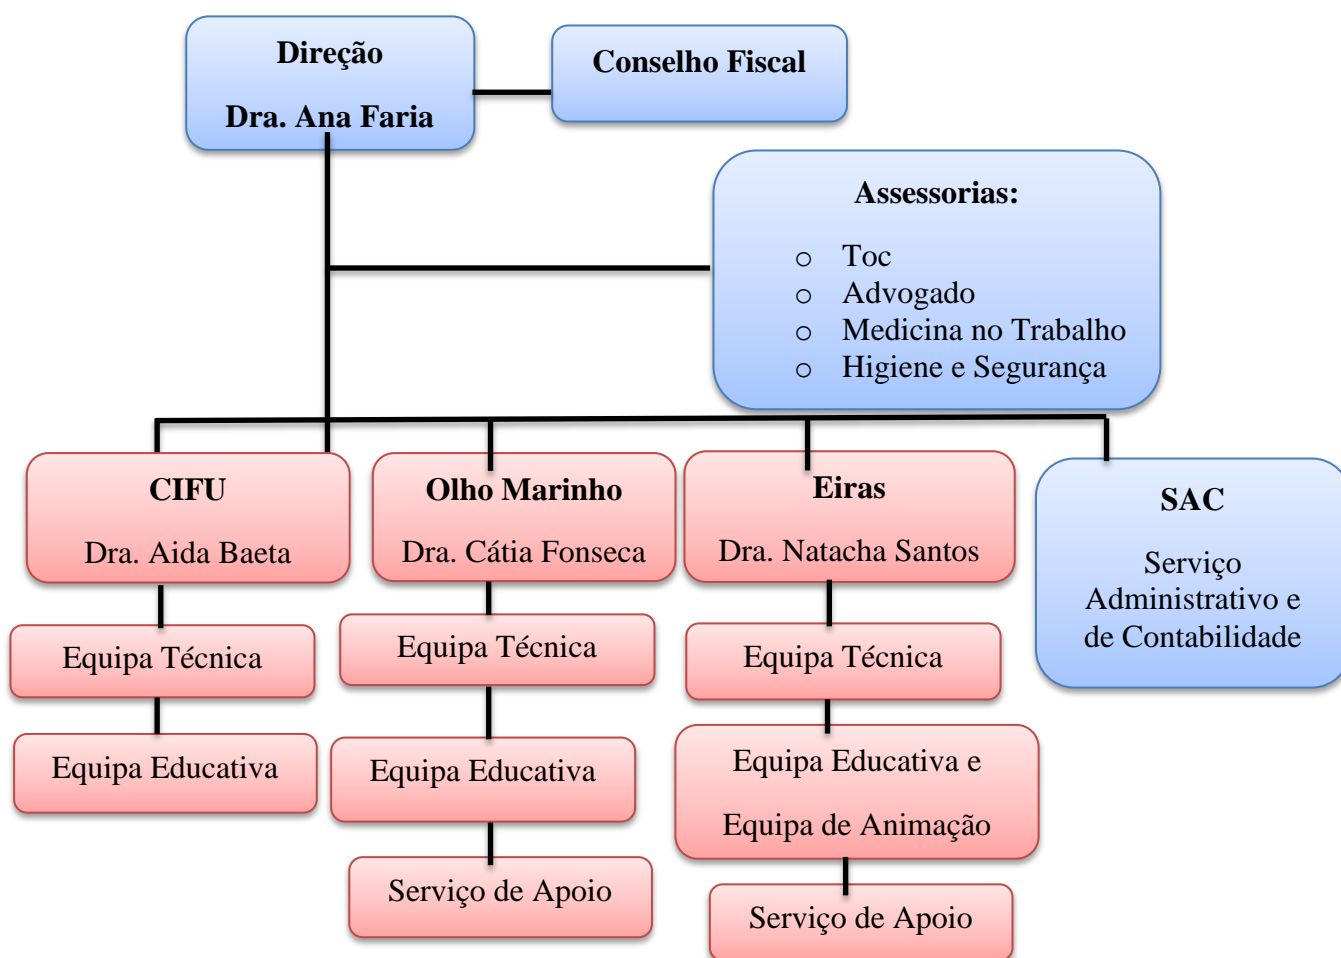 Direção
Dra. Ana Faria
Conselho Fiscal
Assessorias:
o Toc
o Advogado
o Medicina no Trabalho
o Higiene e Segurança
CIFU
Dra. Aida Baeta
Olho Marinho
Dra. Cátia Fonseca
Eiras
Dra. Natacha Santos
SAC
Serviço
Administrativo e
de Contabilidade
Equipa Técnica
Equipa Técnica
Equipa Técnica
Equipa Educativa
Equipa Educativa
Equipa Educativa e
Equipa de Animação
Serviço de Apoio
Serviço de Apoio